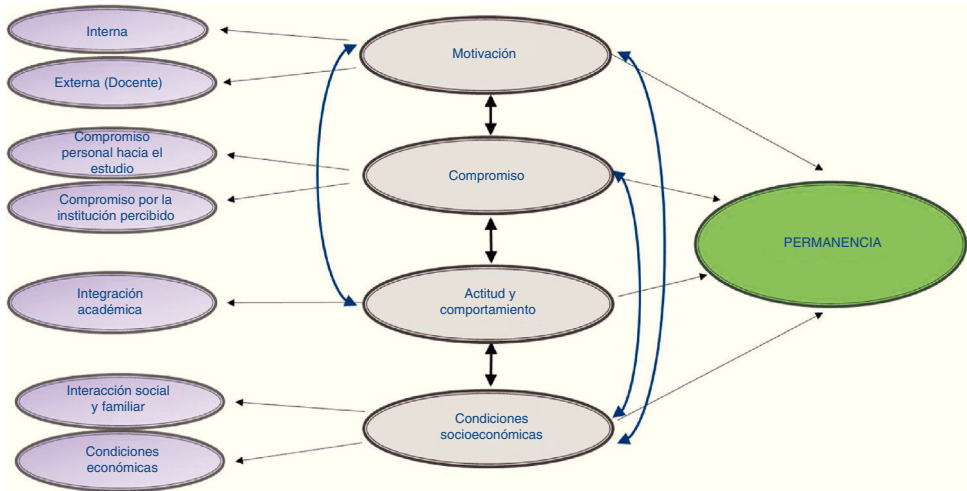 Interna
Externa (Docente)
Compromiso
personal hacia el
estudio
Compromiso por la
institución percibido
Integración
académica
Interacción social
y familiar
Condiciones
económicas
Motivación
Compromiso
Actitud y
comportamiento
Condiciones
socioeconómicas
PERMANENCIA